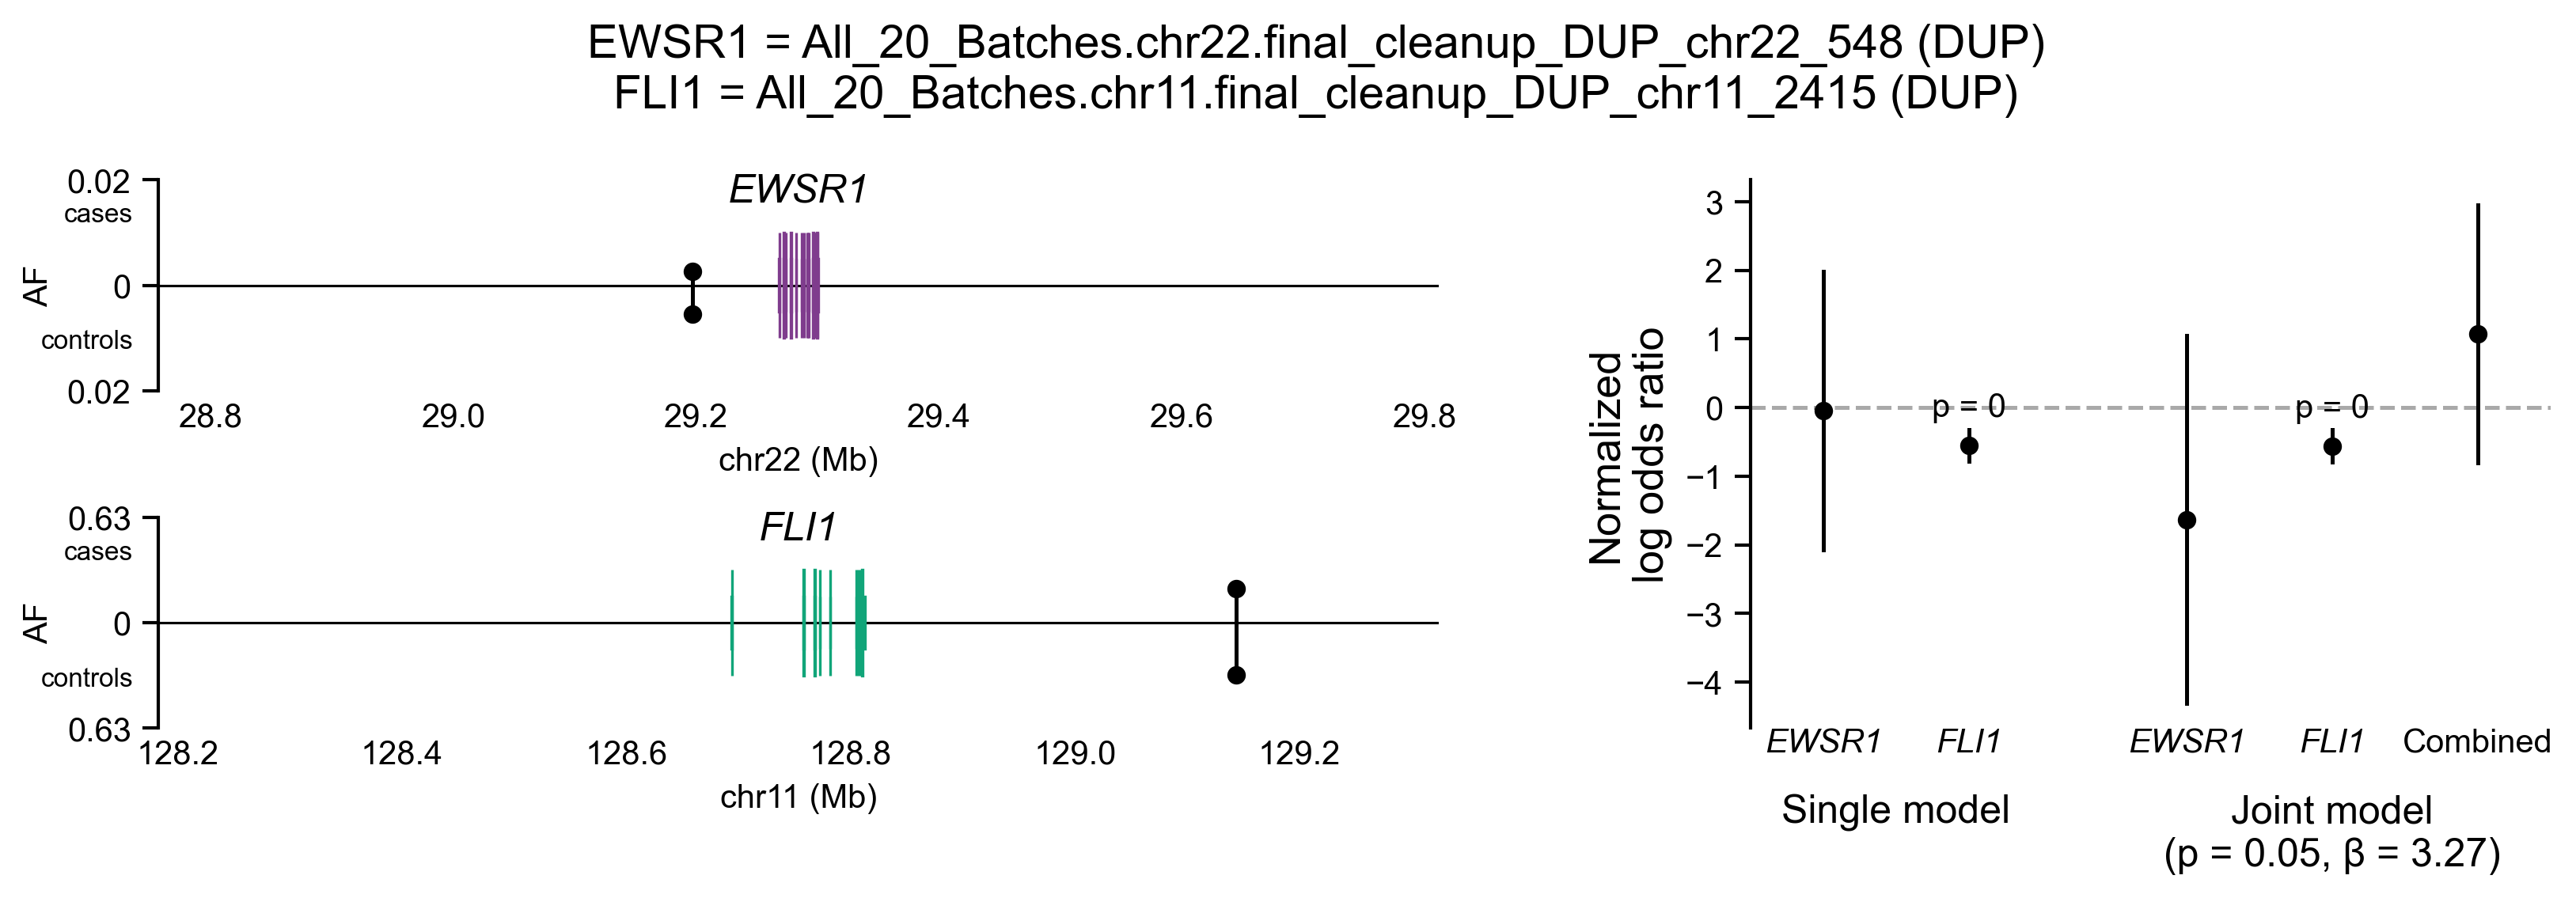 EWSR1 = All_20_Batches.chr22.final_cleanup_DUP_chr22_548 (DUP)
FLI1 = All_20_Batches.chr11.final_cleanup_DUP_chr11_2415 (DUP)
EWSR1
0.02
cases
AF
0
controls
0.02
28.8 29.0 29.2 29.4 29.6 29.8
chr22 (Mb)
FLI1
0.63
cases
AF
0
controls
0.63
128.2 128.4 128.6 128.8 129.0 129.2
chr11 (Mb)
Normalized
log odds ratio
3
2
1
0
−1
−2
−3
−4
p = 0
p = 0
EWSR1 FLI1 EWSR1 FLI1 Combined
Single model
Joint model
(p = 0.05, β = 3.27)